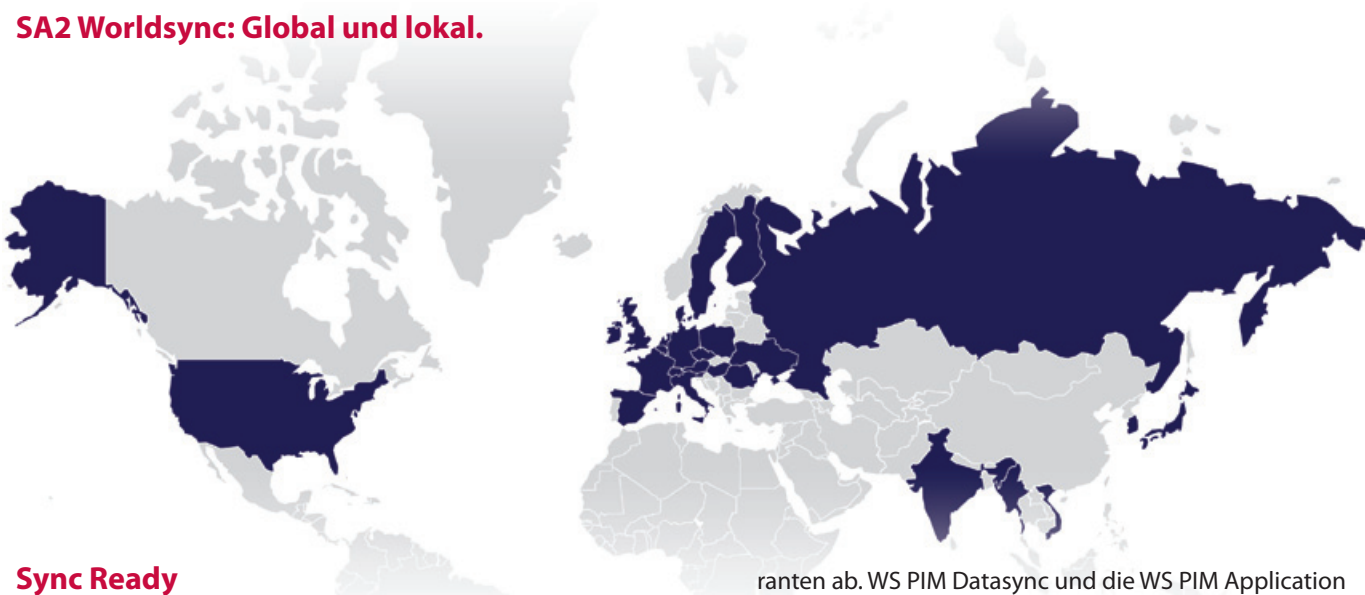 SA2 Worldsync: Global und lokal.
Sync Ready
ranten ab. WS PIM Datasync und die WS PIM Application